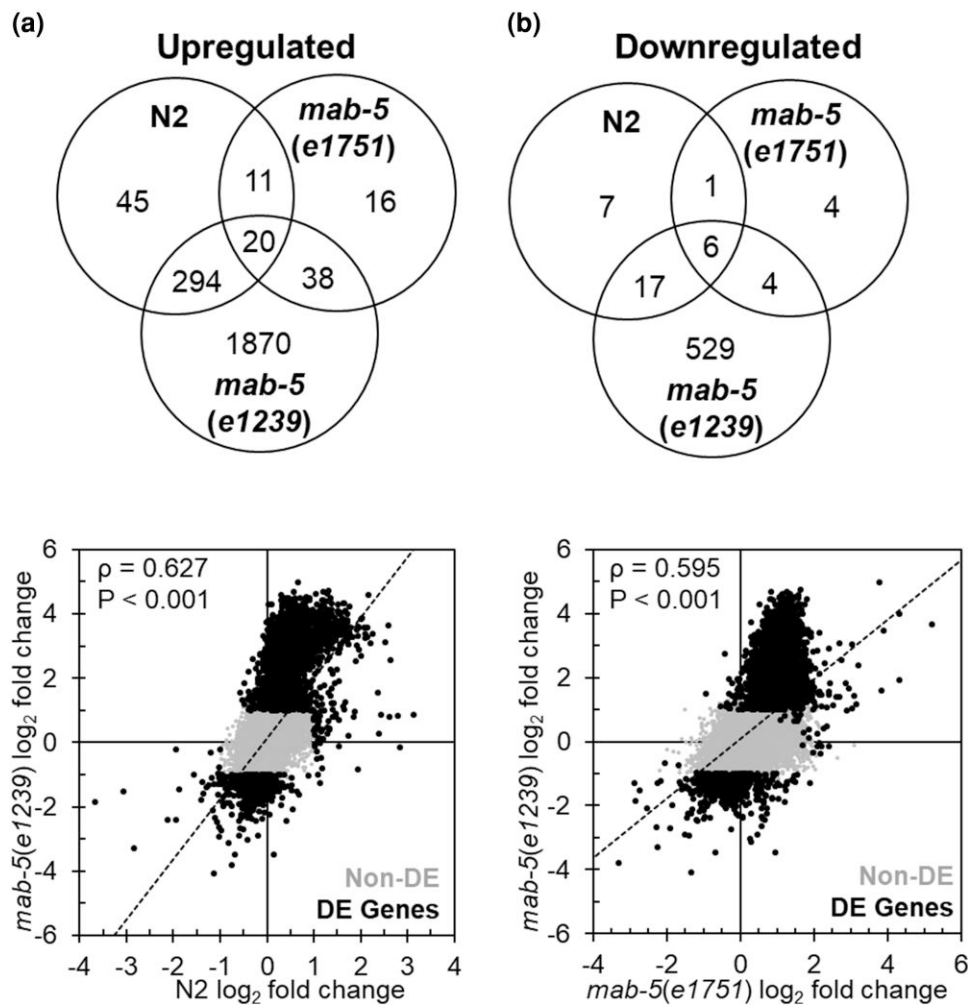 (a)
Upregulated
N2
mab-5
(e1751)
45
11
16
20
294
38
1870
mab-5
(e1239)
(b)
Downregulated
N2
mab-5
(e1751)
7
1
4
6
17
4
529
mab-5
(e1239)
mab-5(e1239) log2 fold change
6
4
2
0
-2
-4
-6
ρ = 0.627
P < 0.001
Non-DE
DE Genes
-4 -3 -2 -1 0 1 2 3 4
N2 log2 fold change
mab-5(e1239) log2 fold change
6
4
2
0
-2
-4
-6
ρ = 0.595
P < 0.001
Non-DE
DE Genes
-4 -2 0 2 4 6
mab-5(e1751) log2 fold change